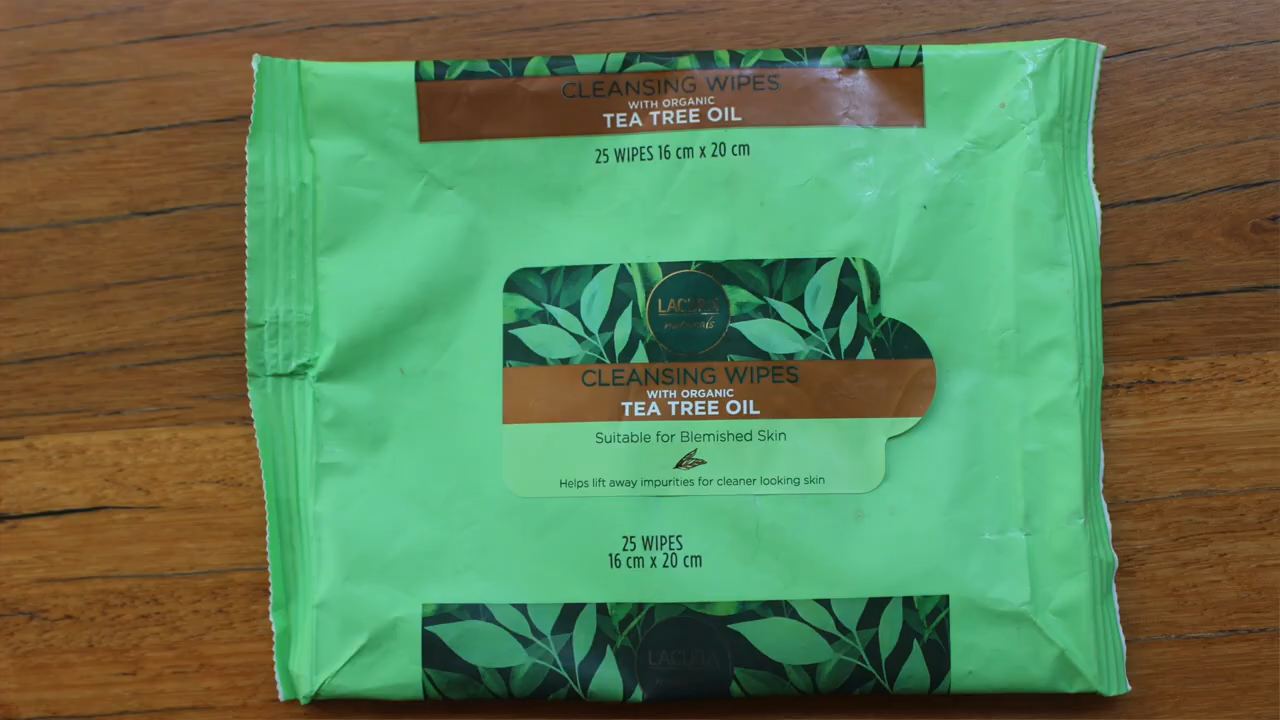 CLEANSING WIPES
WITH ORGANIC
TEA TREE OIL
25 WIPES 16 cm x 20 cm
LACURA
naturals
CLEANSING WIPES
WITH ORGANIC
TEA TREE OIL
Suitable for Blemished Skin
Helps lift away impurities for cleaner looking skin
25 WIPES
16 cm x 20 cm
LACURA